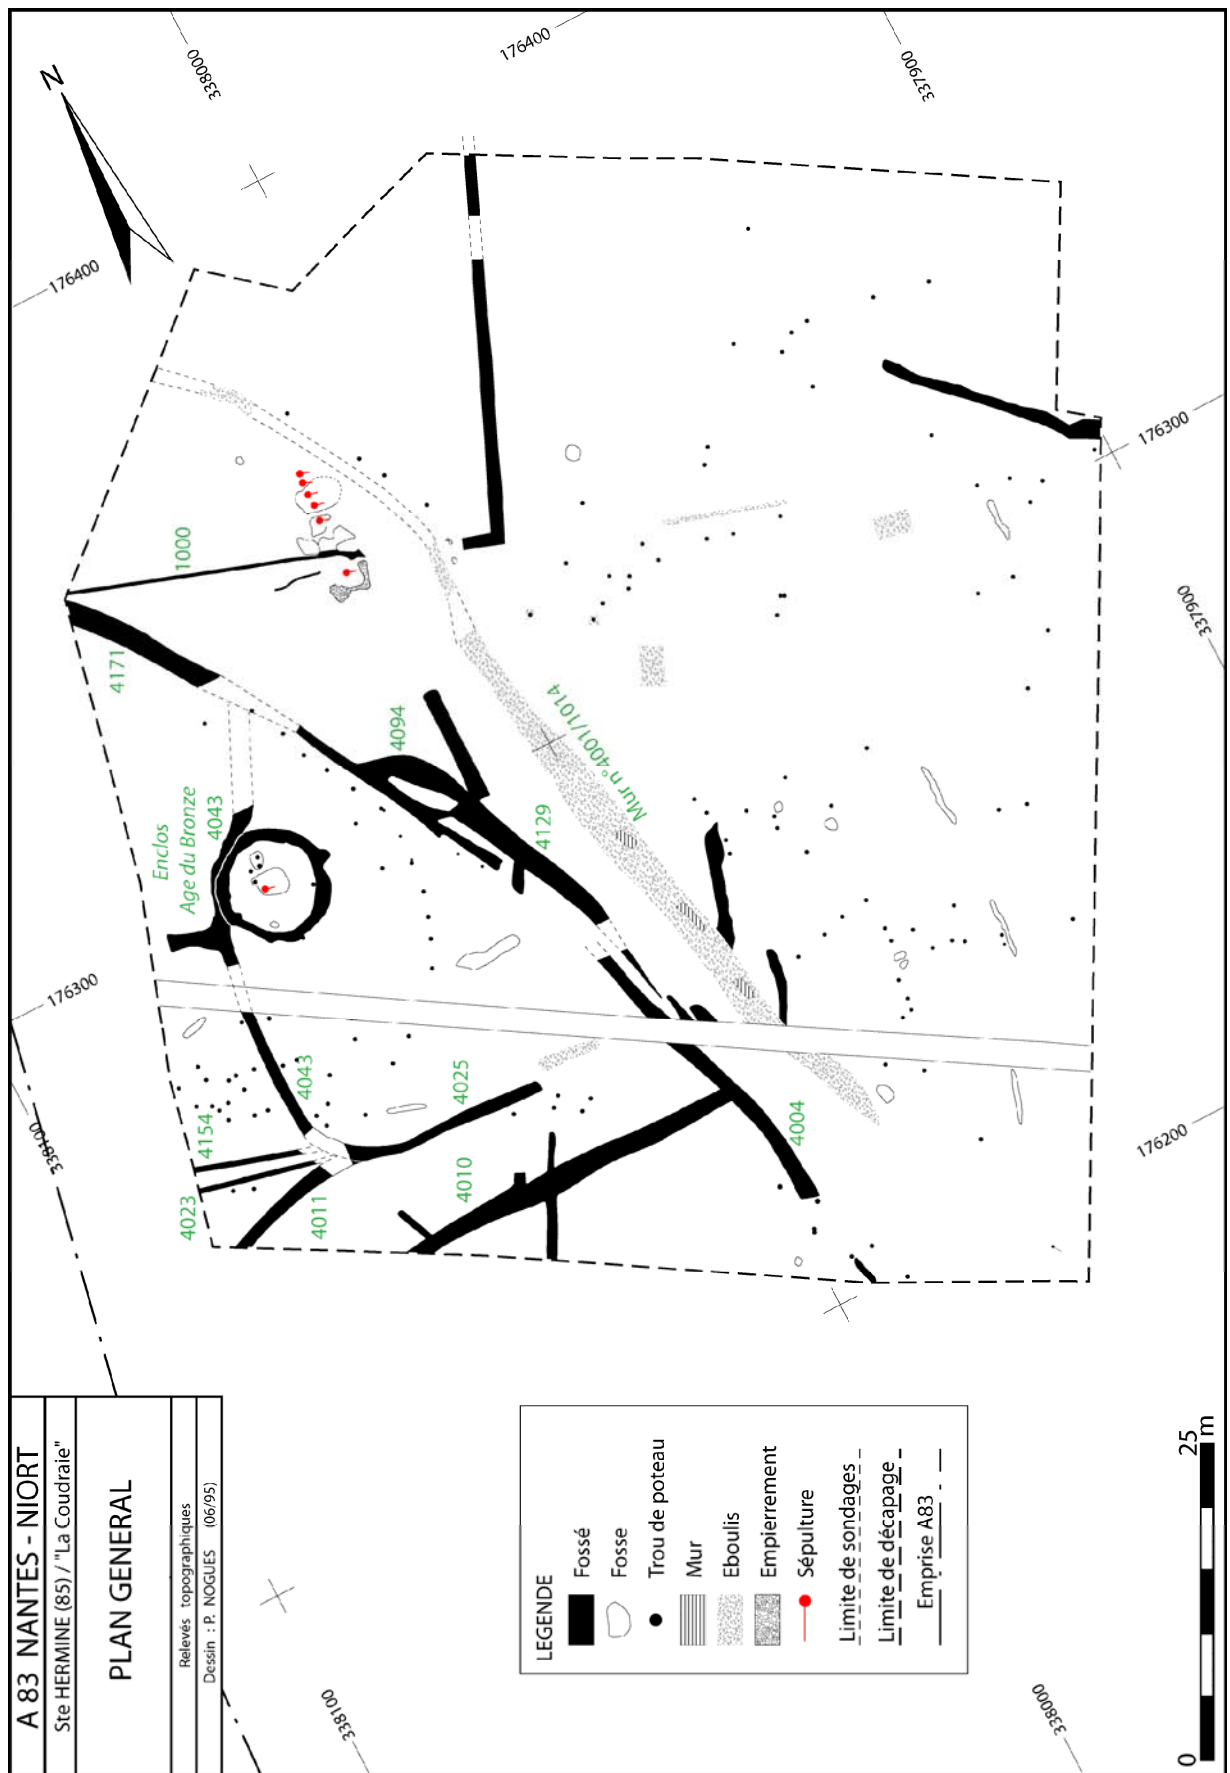 A 83 NANTES - NIORT
Ste HERMINE (85) / "La Coudraie"
PLAN GENERAL
Relevés topographiques
Dessin : P. NOGUES (06/95)
N
338000
176400
337900
176400
176300
337900
176300
338100
176200
338100
338000
1000
4171
4094
Mur n°4001/1014
4129
Enclos
Age du Bronze
4043
4043
4025
4154
4023
4011
4010
4004
LEGENDE
Fossé
Fosse
Trou de poteau
Mur
Eboulis
Empierrement
Sépulture
Limite de sondages
Limite de décapage
Emprise A83
0
25
m